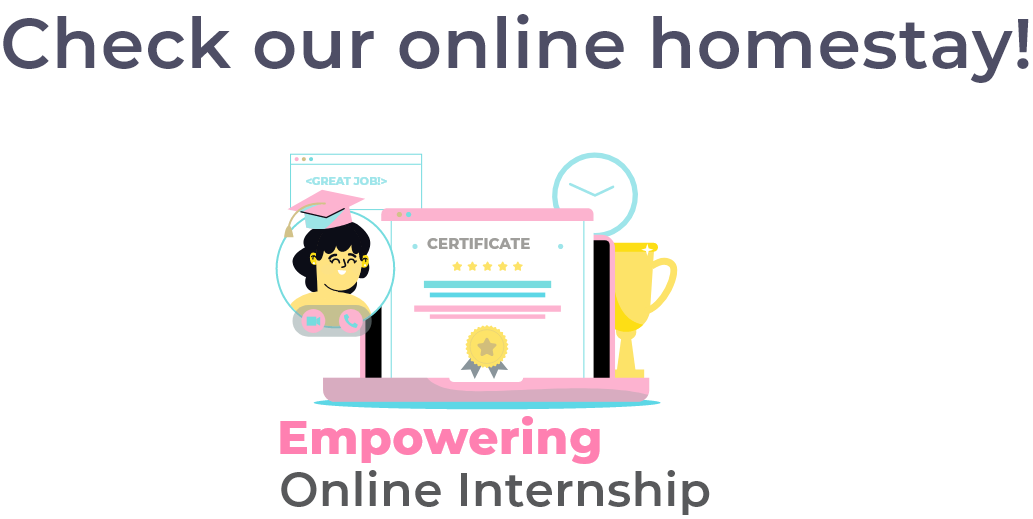 Check our online homestay!
<GREAT JOB!>
CERTIFICATE
Empowering
Online Internship